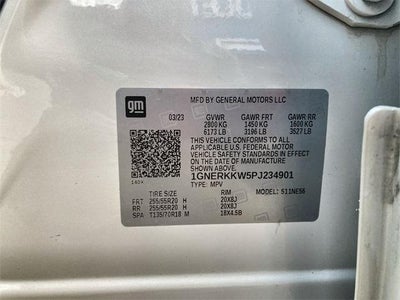 gm
MFD BY GENERAL MOTORS LLC
03/23 GVWR GAWR FRT GAWR RR
2800 KG 1450 KG 1600 KG
6173 LB 3196 LB 3527 LB
THIS VEHICLE CONFORMS TO ALL
APPLICABLE U.S. FEDERAL MOTOR
VEHICLE SAFETY STANDARDS IN EFFECT
ON THE DATE OF MANUFACTURE SHOWN ABOVE.
1GNERKKW5PJ234901
TYPE: MPV MODEL: 511NE56
TIRE SIZE RIM
FRT 255/55R20 H 20X8J
RR 255/55R20 H 20X8J
SPA T135/70R18 M 18X4.5B